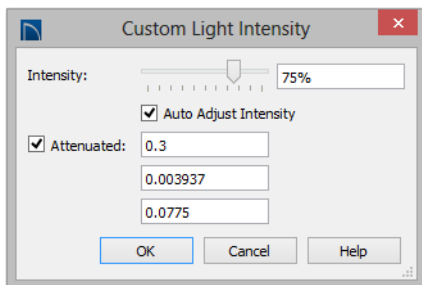 Custom Light Intensity
Intensity: 75%
Auto Adjust Intensity
Attenuated: 0.3
0.003937
0.0775
OK Cancel Help